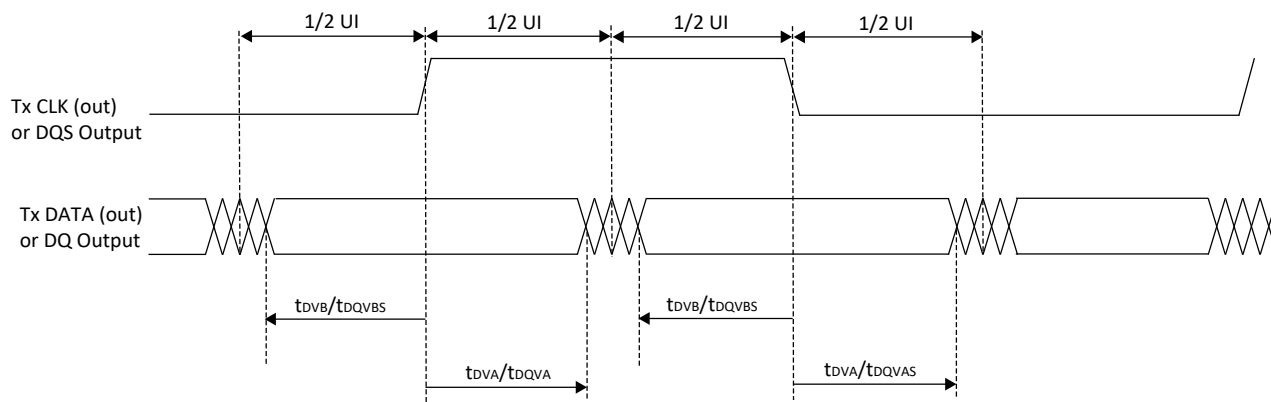 1/2 UI
1/2 UI
1/2 UI
1/2 UI
Tx CLK (out)
or DQS Output
Tx DATA (out)
or DQ Output
tDVB/tDQVBS
tDVB/tDQVBS
tDVA/tDQVA
tDVA/tDQVAS